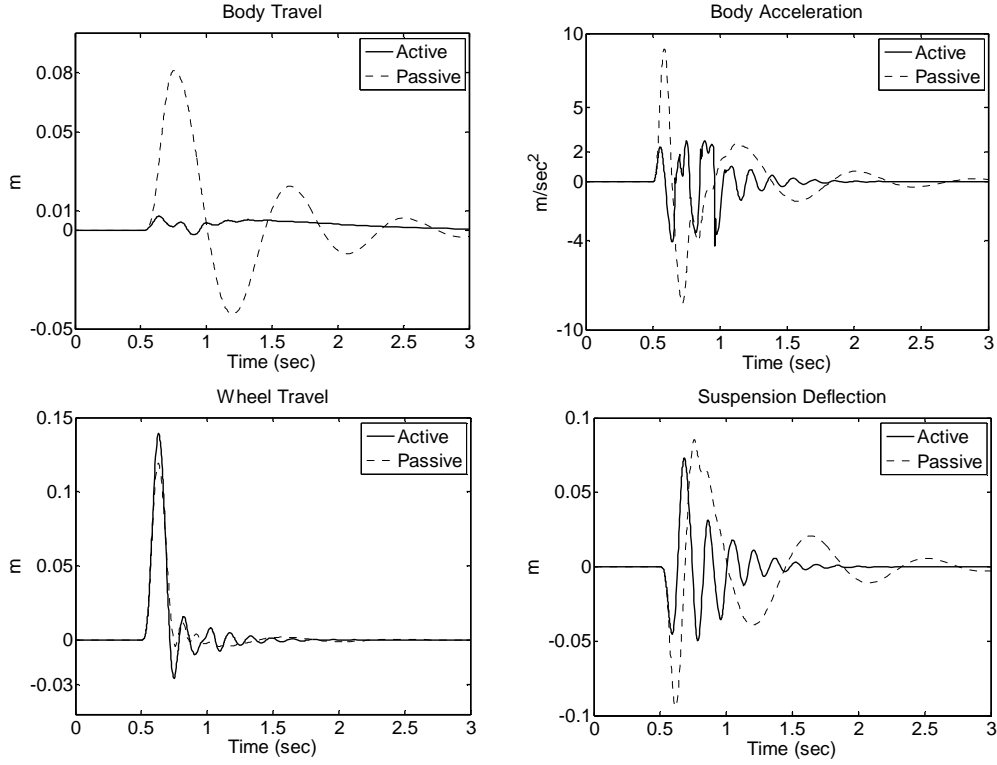 Body Travel
m
0.08
0.05
0.01
0
-0.05
0
0.5
1
1.5
2
2.5
3
Time (sec)
Active
Passive
Body Acceleration
m/sec²
10
5
2
0
-4
-10
0
0.5
1
1.5
2
2.5
3
Time (sec)
Active
Passive
Wheel Travel
m
0.15
0.1
0.05
0
-0.03
0
0.5
1
1.5
2
2.5
3
Time (sec)
Active
Passive
Suspension Deflection
m
0.1
0.05
0
-0.05
-0.1
0
0.5
1
1.5
2
2.5
3
Time (sec)
Active
Passive